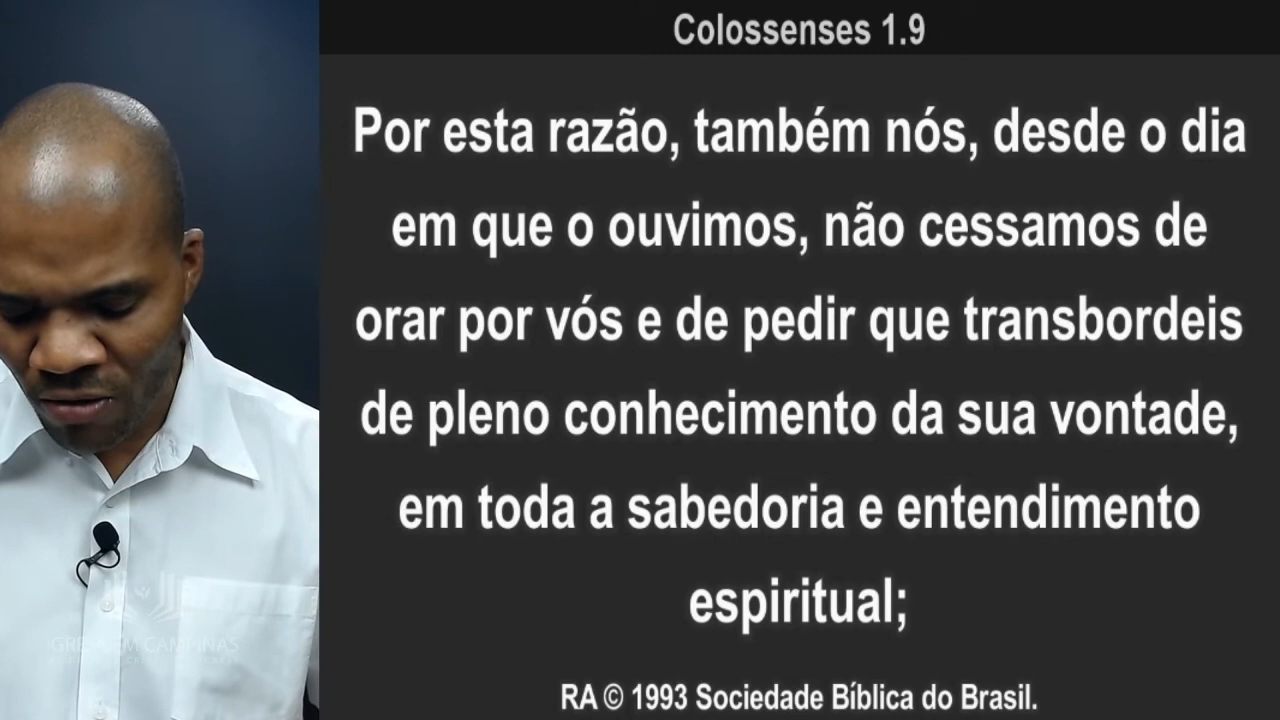 Colossenses 1.9
Por esta razão, também nós, desde o dia
em que o ouvimos, não cessamos de
orar por vós e de pedir que transbordeis
de pleno conhecimento da sua vontade,
em toda a sabedoria e entendimento
espiritual;
RA © 1993 Sociedade Bíblica do Brasil.
EM CAMPINAS